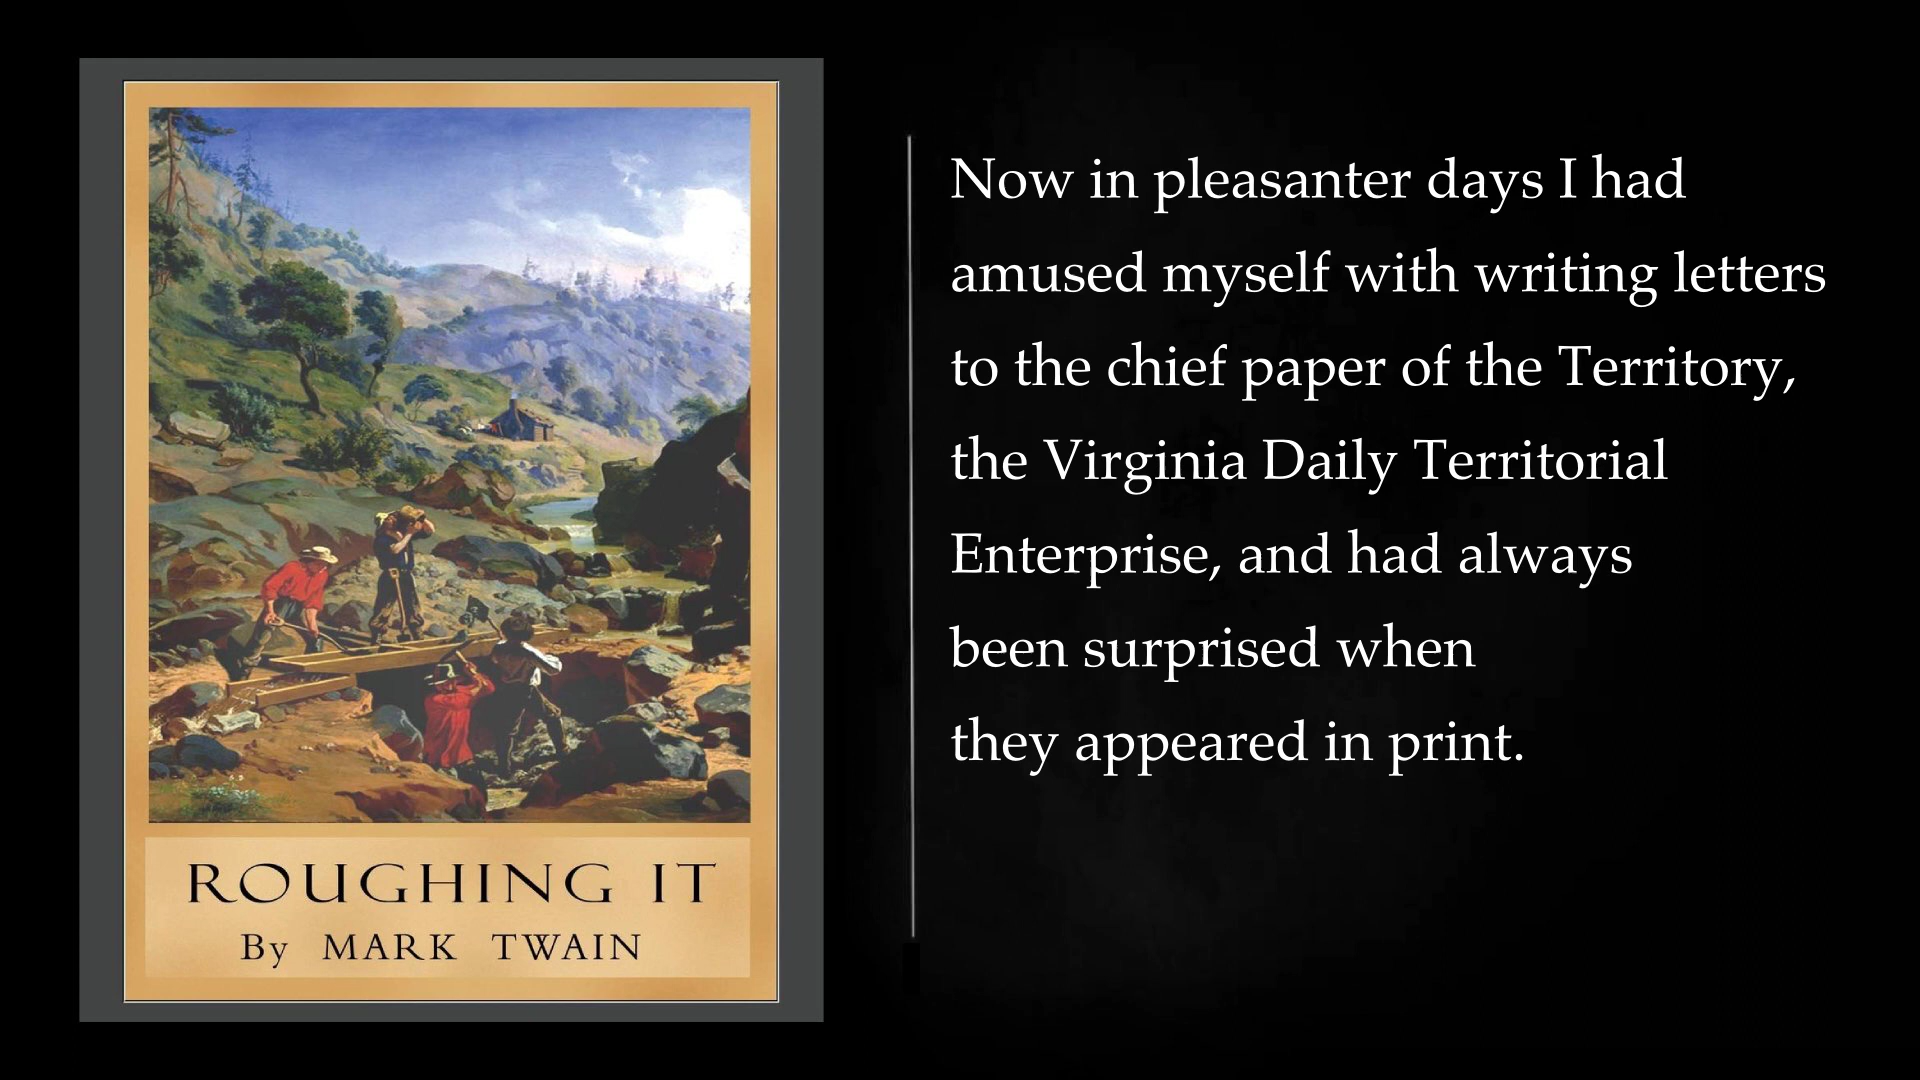 ROUGHING IT
By MARK TWAIN
Now in pleasanter days I had
amused myself with writing letters
to the chief paper of the Territory,
the Virginia Daily Territorial
Enterprise, and had always
been surprised when
they appeared in print.